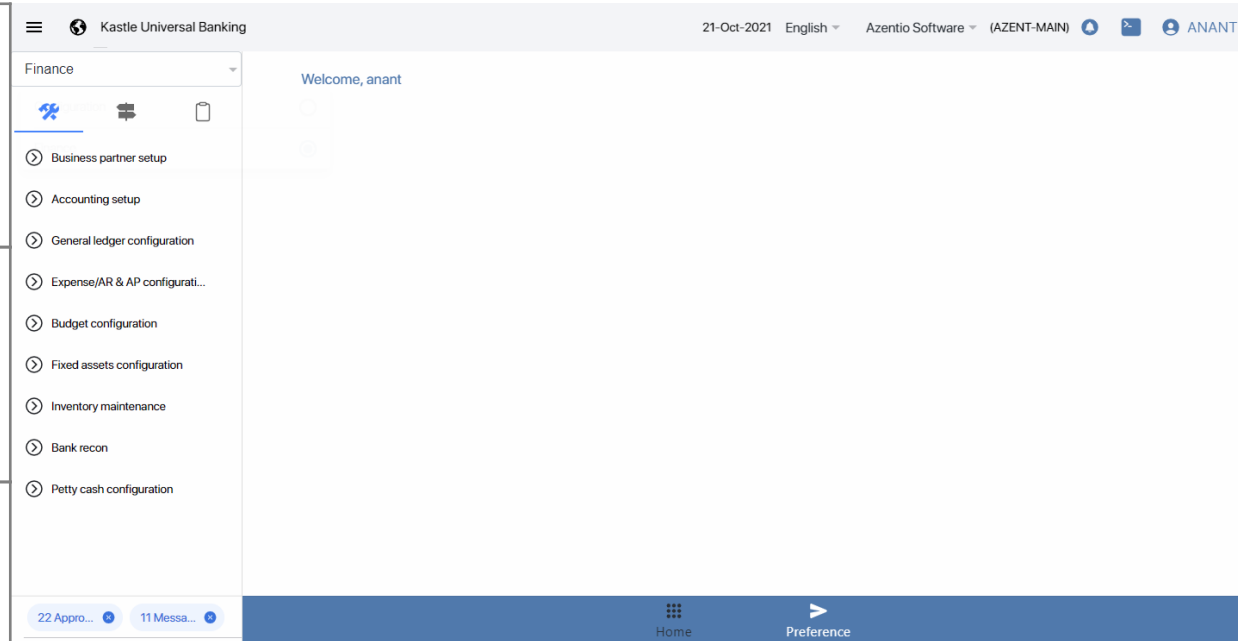 Kastle Universal Banking
21-Oct-2021 English Azentio Software (AZENT-MAIN) ANANT
Finance
Welcome, anant
Business partner setup
Accounting setup
General ledger configuration
Expense/AR & AP configurati...
Budget configuration
Fixed assets configuration
Inventory maintenance
Bank recon
Petty cash configuration
22 Appro... 11 Messa...
Home Preference